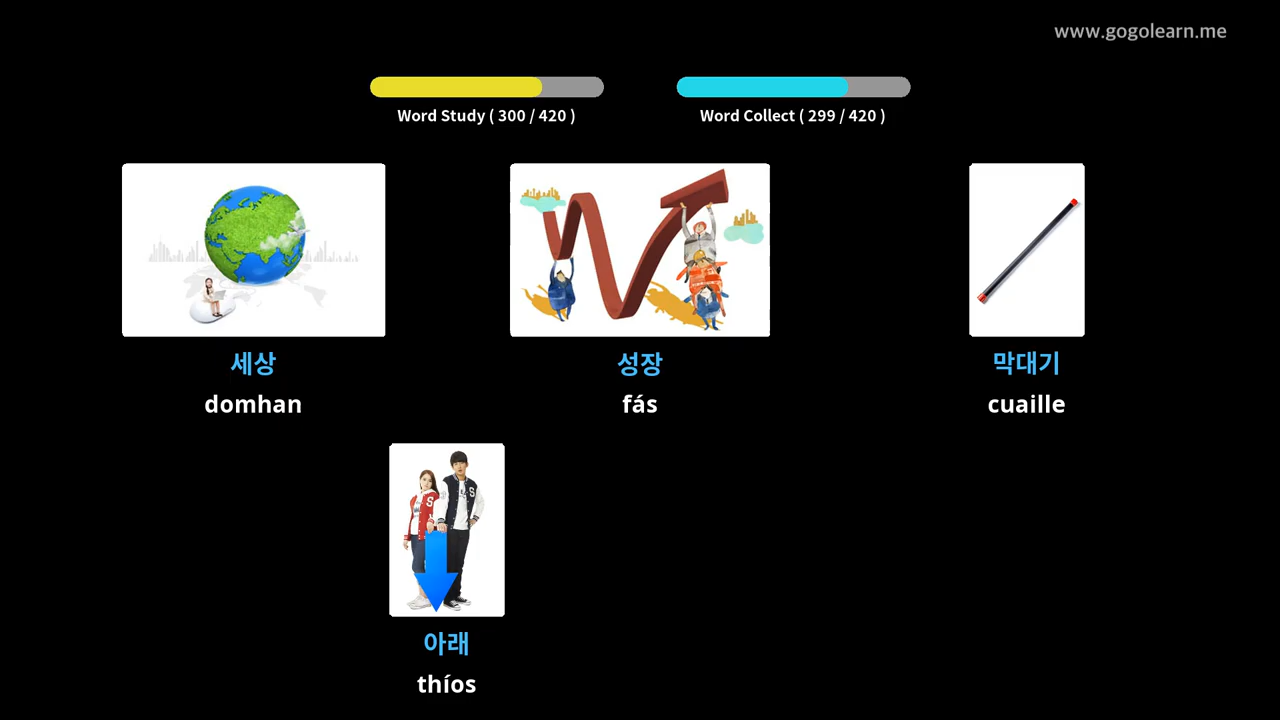 www.gogolearn.me
Word Study ( 300 / 420 )
Word Collect ( 299 / 420 )
세상
domhan
성장
fás
막대기
cuaille
S
S
아래
thíos